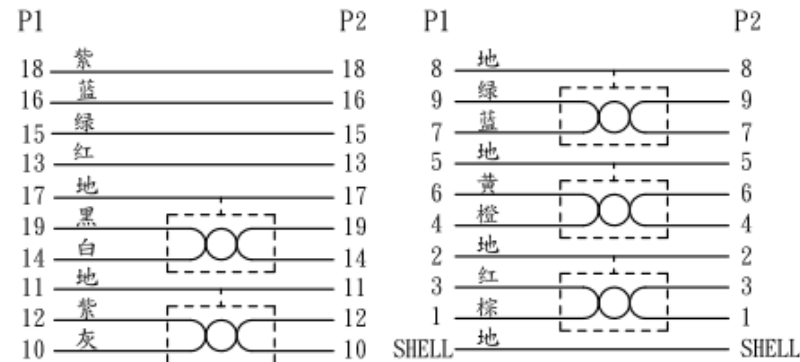 P1 P2
紫
18 18
蓝
16 16
绿
15 15
红
13 13
地
17 17
黑
19 19
白
14 14
地
11 11
紫
12 12
灰
10 10
P1 P2
地
8 8
绿
9 9
蓝
7 7
地
5 5
黄
6 6
橙
4 4
地
2 2
红
3 3
棕
1 1
地
SHELL SHELL